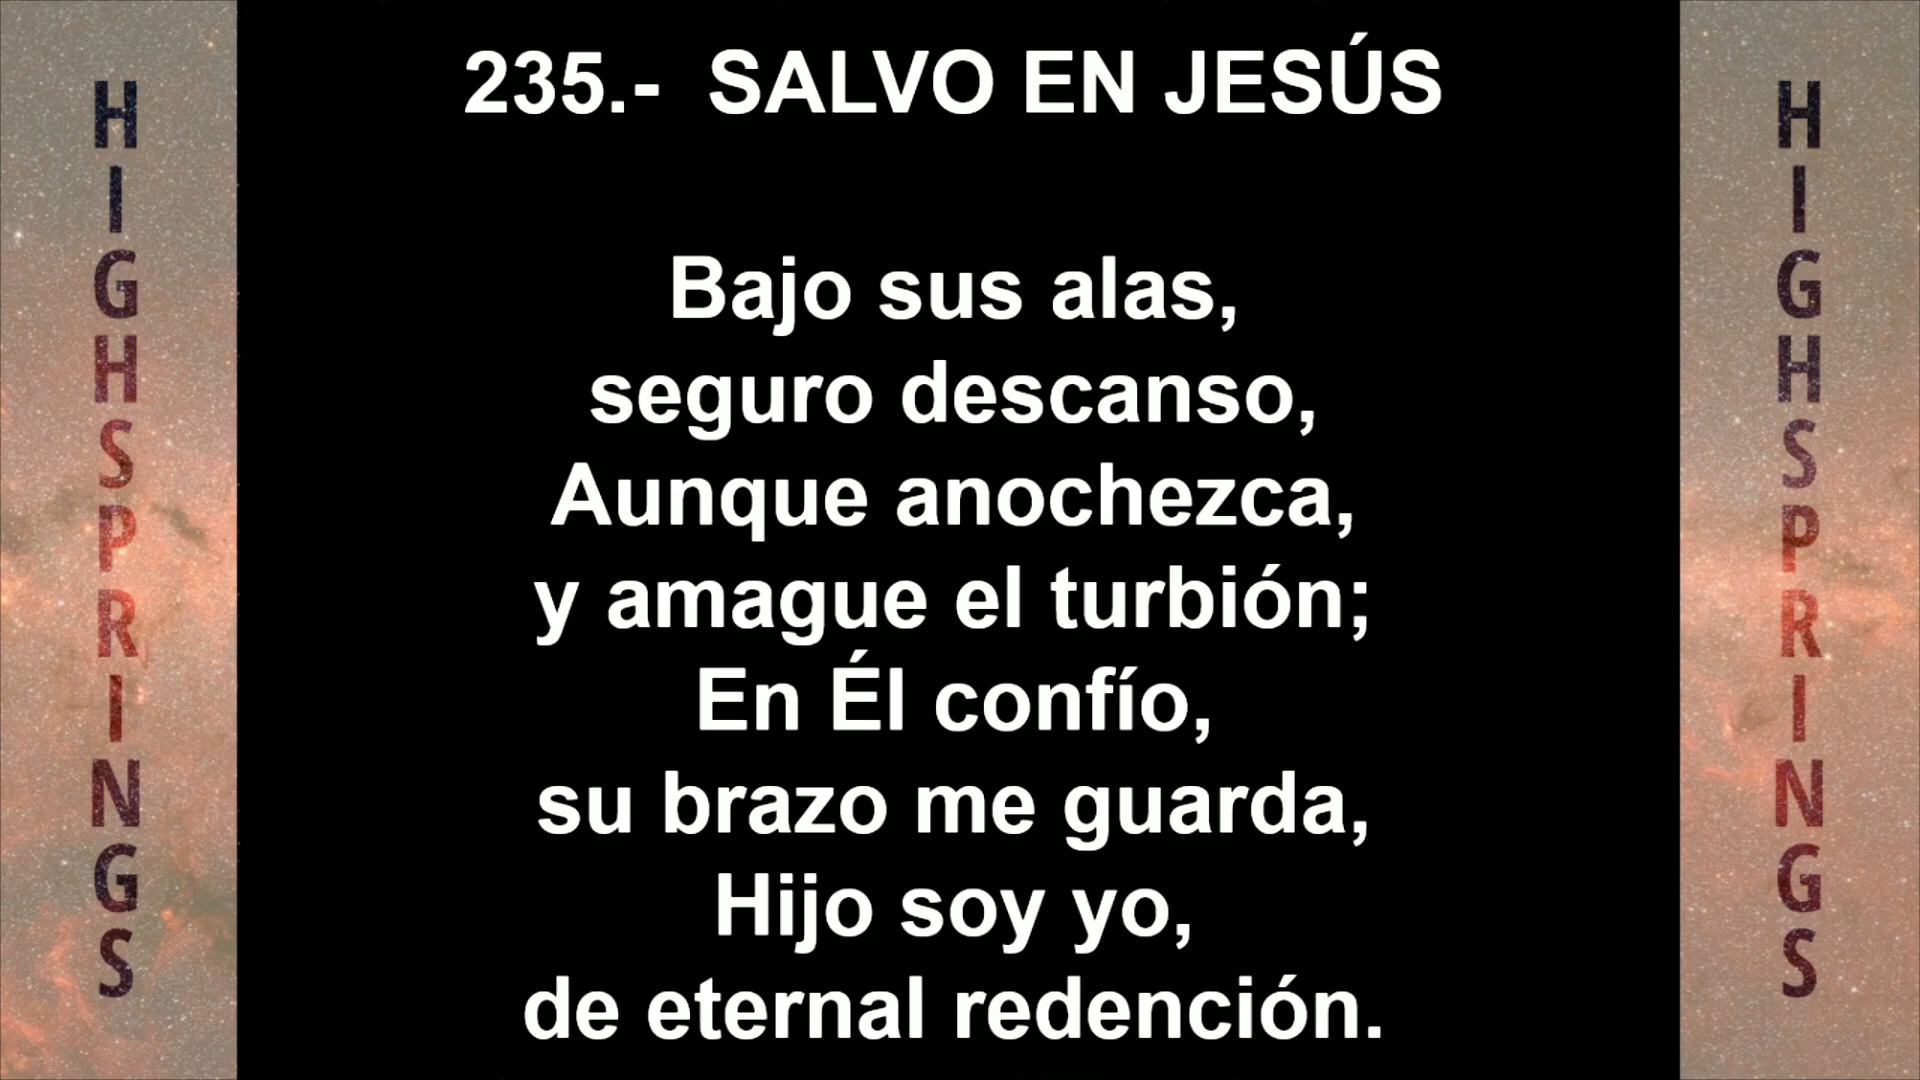 235.- SALVO EN JESÚS
Bajo sus alas,
seguro descanso,
Aunque anochezca,
y amague el turbión;
En Él confío,
su brazo me guarda,
Hijo soy yo,
de eternal redención.
HIGHSPRINGS
HIGHSPRINGS